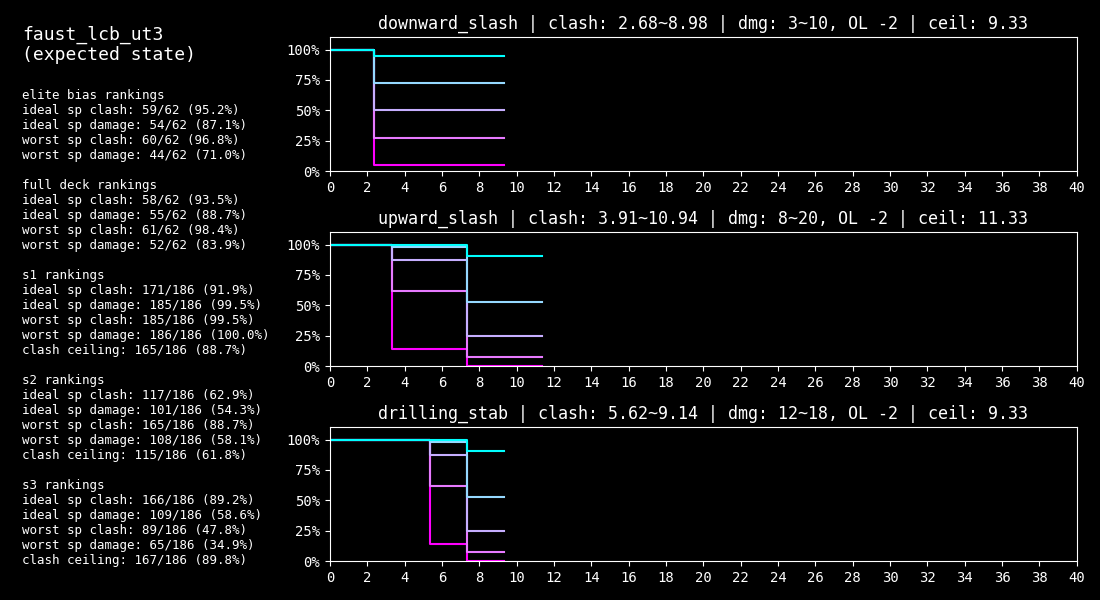 faust_lcb_ut3
(expected state)
elite bias rankings
ideal sp clash: 59/62 (95.2%)
ideal sp damage: 54/62 (87.1%)
worst sp clash: 60/62 (96.8%)
worst sp damage: 44/62 (71.0%)
full deck rankings
ideal sp clash: 58/62 (93.5%)
ideal sp damage: 55/62 (88.7%)
worst sp clash: 61/62 (98.4%)
worst sp damage: 52/62 (83.9%)
s1 rankings
ideal sp clash: 171/186 (91.9%)
ideal sp damage: 185/186 (99.5%)
worst sp clash: 185/186 (99.5%)
worst sp damage: 186/186 (100.0%)
clash ceiling: 165/186 (88.7%)
s2 rankings
ideal sp clash: 117/186 (62.9%)
ideal sp damage: 101/186 (54.3%)
worst sp clash: 165/186 (88.7%)
worst sp damage: 108/186 (58.1%)
clash ceiling: 115/186 (61.8%)
s3 rankings
ideal sp clash: 166/186 (89.2%)
ideal sp damage: 109/186 (58.6%)
worst sp clash: 89/186 (47.8%)
worst sp damage: 65/186 (34.9%)
clash ceiling: 167/186 (89.8%)
downward_slash | clash: 2.68~8.98 | dmg: 3~10, OL -2 | ceil: 9.33
100%
75%
50%
25%
0%
0 2 4 6 8 10 12 14 16 18 20 22 24 26 28 30 32 34 36 38 40
upward_slash | clash: 3.91~10.94 | dmg: 8~20, OL -2 | ceil: 11.33
100%
75%
50%
25%
0%
0 2 4 6 8 10 12 14 16 18 20 22 24 26 28 30 32 34 36 38 40
drilling_stab | clash: 5.62~9.14 | dmg: 12~18, OL -2 | ceil: 9.33
100%
75%
50%
25%
0%
0 2 4 6 8 10 12 14 16 18 20 22 24 26 28 30 32 34 36 38 40